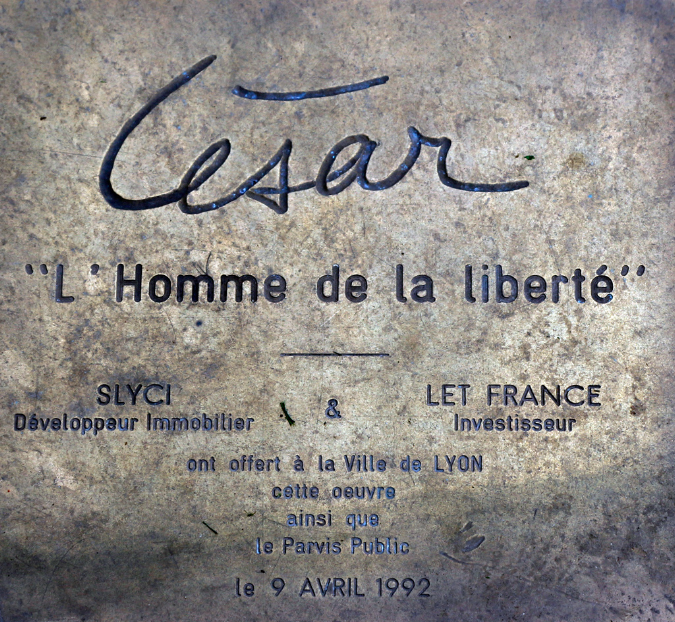 César
"L'Homme de la liberté"
SLYCI & LET FRANCE
Développeur Immobilier Investisseur
ont offert à la Ville de LYON
cette oeuvre
ainsi que
le Parvis Public
le 9 AVRIL 1992